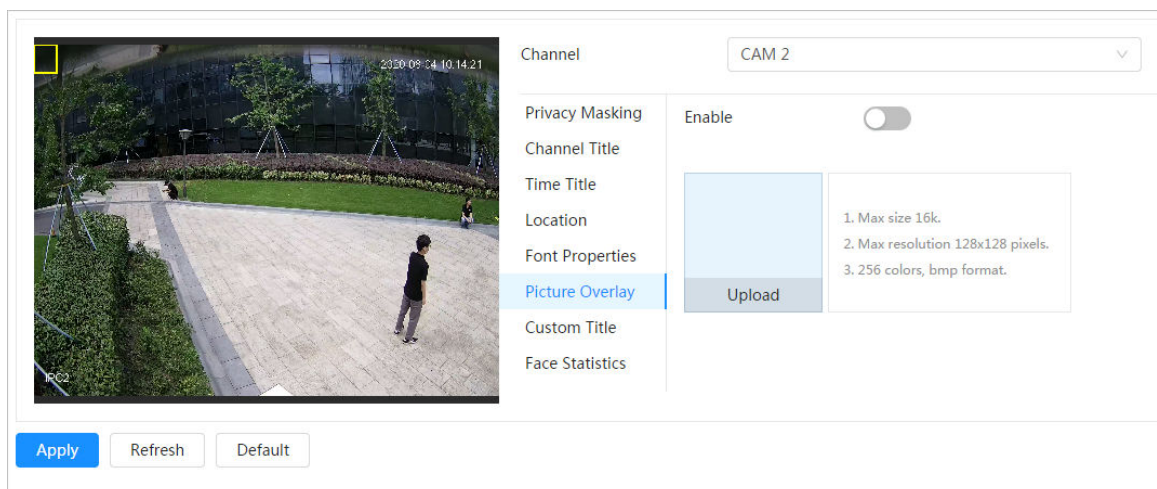 2020-09-04 10:14:21
IPC2
Channel
CAM 2
Privacy Masking
Channel Title
Time Title
Location
Font Properties
Picture Overlay
Custom Title
Face Statistics
Enable
Upload
1. Max size 16k.
2. Max resolution 128x128 pixels.
3. 256 colors, bmp format.
Apply
Refresh
Default